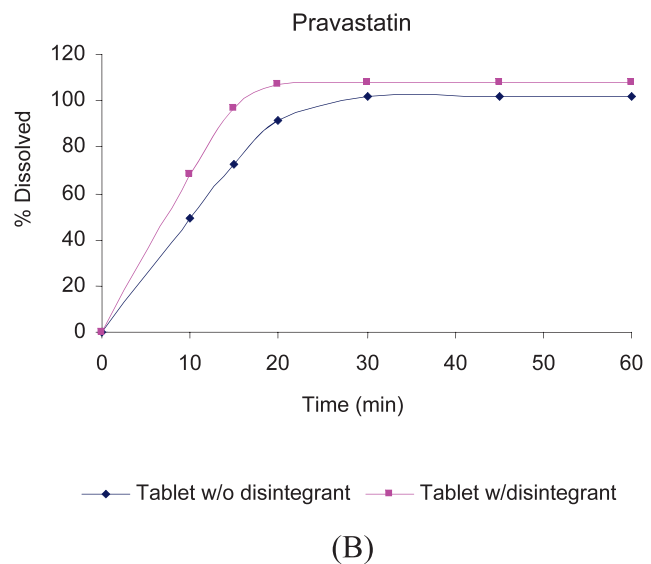 Pravastatin
120
100
80
60
40
20
0
% Dissolved
0 10 20 30 40 50 60
Time (min)
Tablet w/o disintegrant Tablet w/disintegrant
(B)